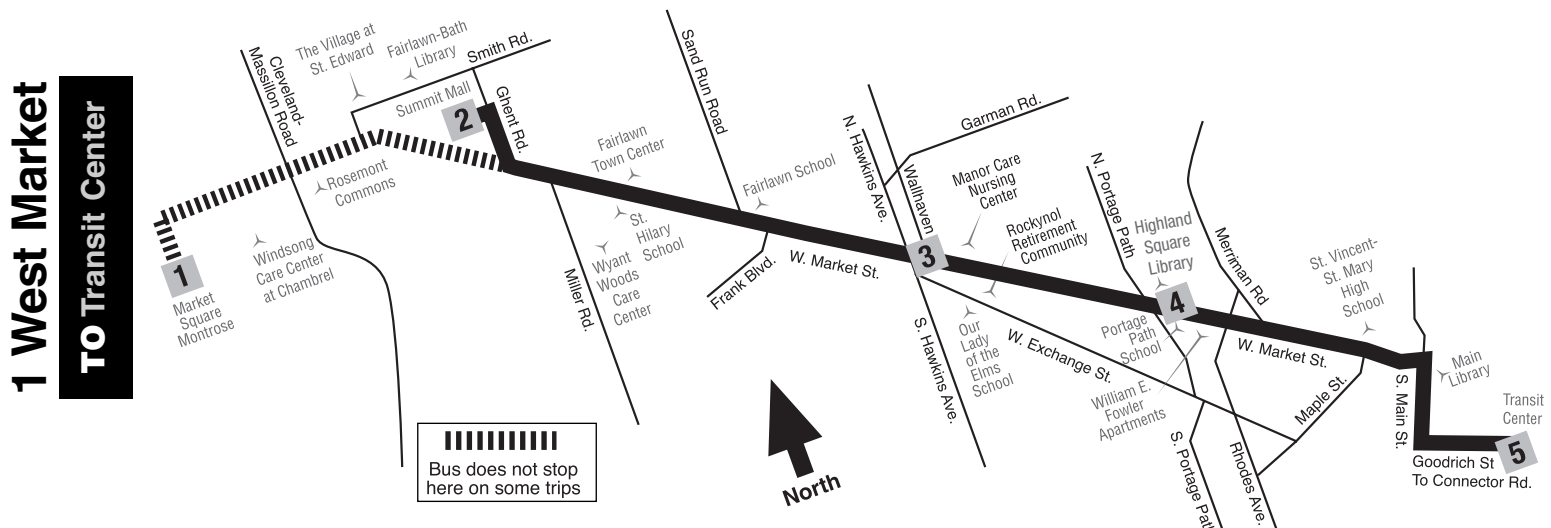 1 West Market
TO Transit Center
Cleveland-
Massillon Road
The Village at
St. Edward
Fairlawn-Bath
Library
Smith Rd.
Summit Mall
2
Ghent Rd.
Sand Run Road
Rosemont
Commons
Fairlawn
Town Center
Fairlawn School
1
Market
Square
Montrose
Windsong
Care Center
at Chambrel
St.
Hilary
School
Wyant
Woods
Care
Center
Miller Rd.
Frank Blvd.
W. Market St.
N. Hawkins Ave.
Wallhaven
Garman Rd.
3
Manor Care
Nursing
Center
Rockynol
Retirement
Community
N. Portage Path
Highland
Square
Library
4
Merriman Rd
St. Vincent-
St. Mary
High
School
S. Hawkins Ave.
Our
Lady
of the
Elms
School
W. Exchange St.
Portage
Path
School
William E.
Fowler
Apartments
W. Market St.
Maple St.
S. Portage Path
Rhodes Ave.
S. Main St.
Main
Library
Transit
Center
5
Goodrich St
To Connector Rd.
North
Bus does not stop
here on some trips